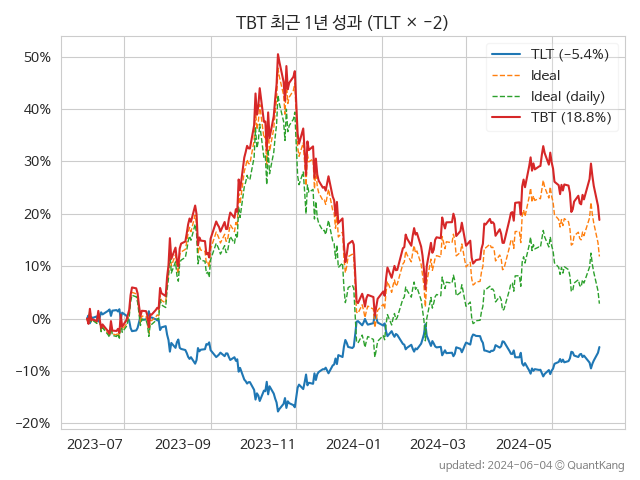 TBT 최근 1년 성과 (TLT × −2)
TLT (−5.4%)
Ideal
Ideal (daily)
TBT (18.8%)
50%
40%
30%
20%
10%
0%
−10%
−20%
2023–07 2023–09 2023–11 2024–01 2024–03 2024–05
updated: 2024–06–04 © QuantKang